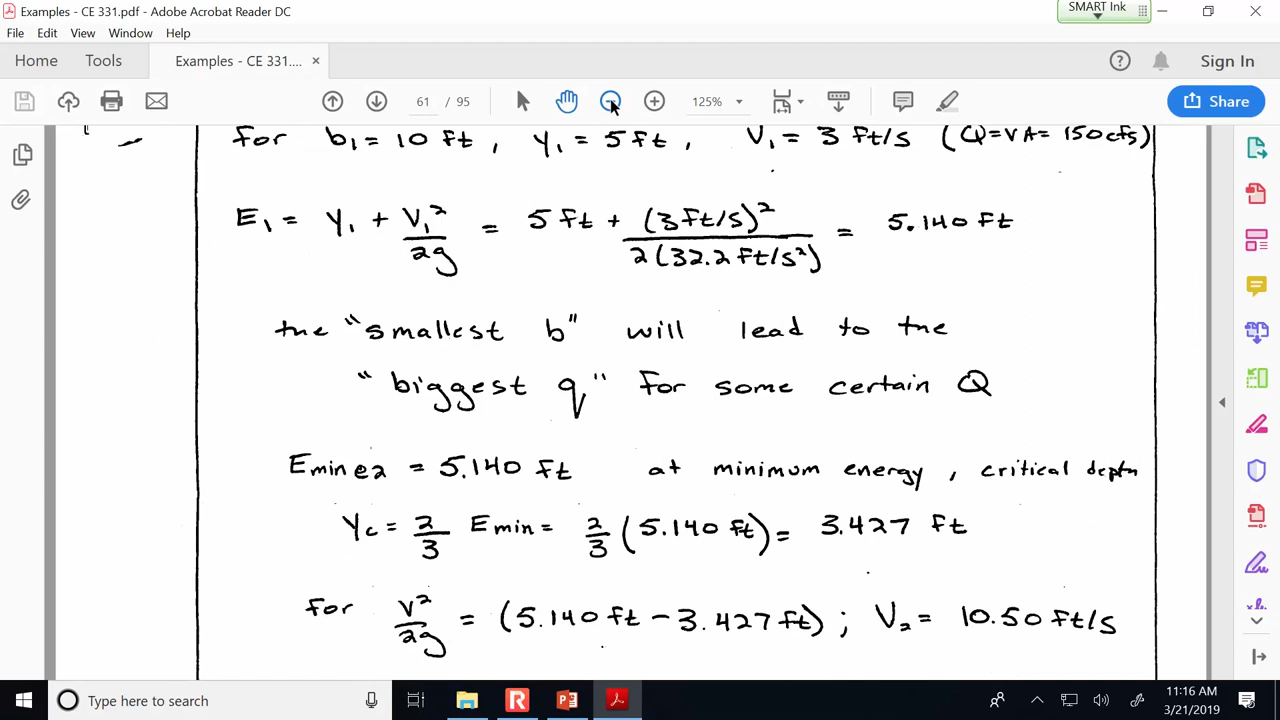 Examples - CE 331.pdf - Adobe Acrobat Reader DC
SMART Ink
File Edit View Window Help
Home Tools Examples - CE 331.... × Sign In
61 / 95 125% Share
For b₁ = 10 ft, y₁ = 5 ft, V₁ = 3 ft/s (Q=VA= 150cfs)
E₁ = y₁ + V₁²/2g = 5 ft + (3ft/s)²/2(32.2 ft/s²) = 5.140 ft
the "smallest b" will lead to the
"biggest q" for some certain Q
Emin@2 = 5.140 ft at minimum energy, critical depth
Yc = 2/3 Emin = 2/3 (5.140 ft) = 3.427 ft
for V²/2g = (5.140 ft - 3.427 ft); V₂ = 10.50 ft/s
Type here to search
11:16 AM
3/21/2019